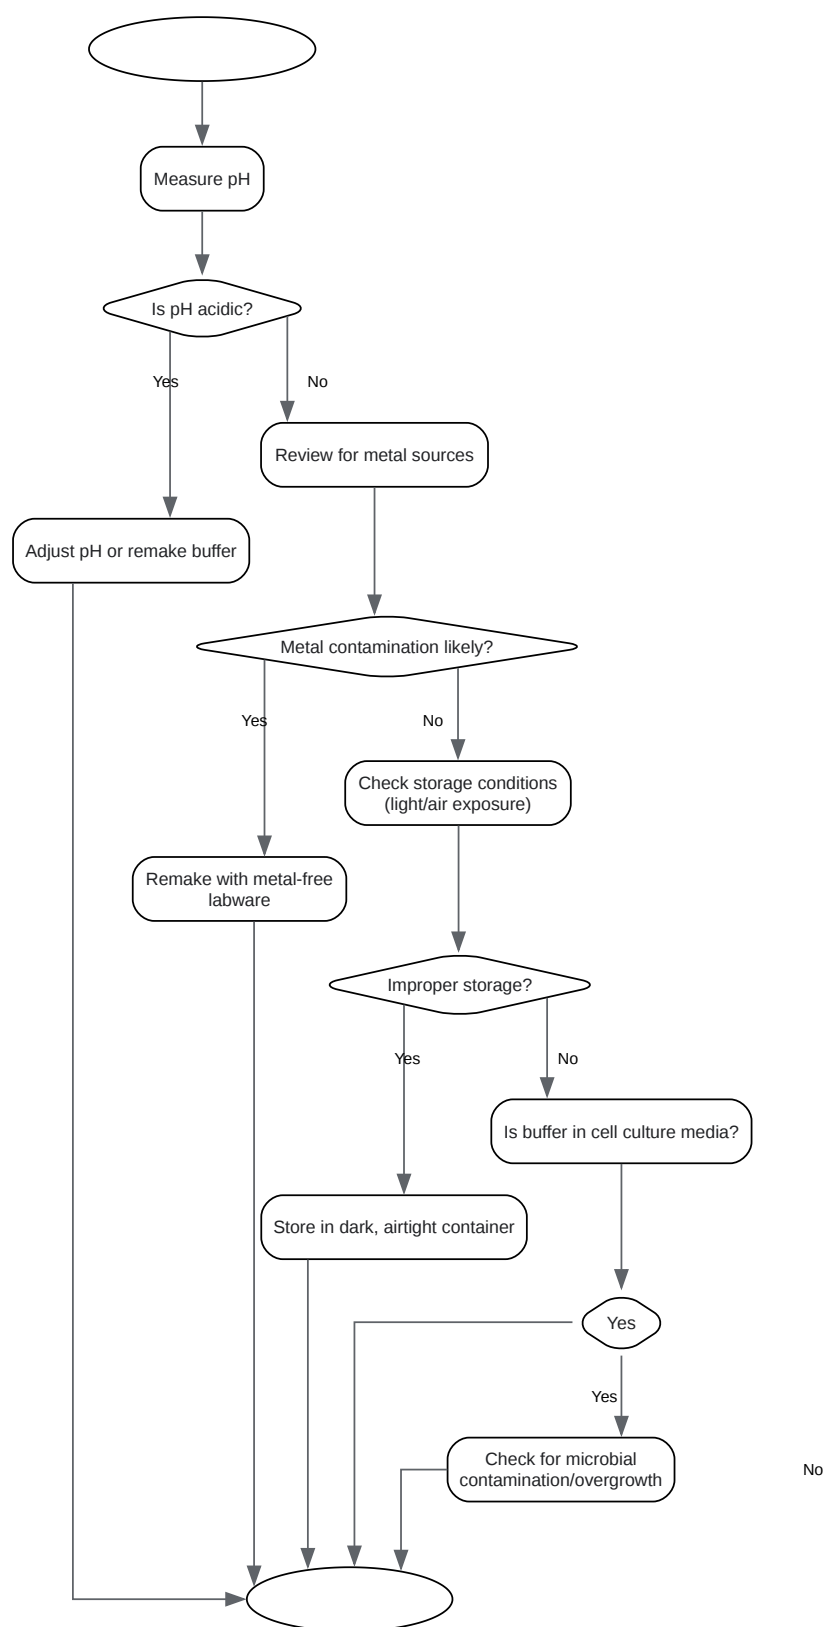 Measure pH
Is pH acidic?
Yes
No
Review for metal sources
Adjust pH or remake buffer
Metal contamination likely?
Yes
No
Check storage conditions
(light/air exposure)
Remake with metal-free
labware
Improper storage?
Yes
No
Is buffer in cell culture media?
Store in dark, airtight container
Yes
Yes
Check for microbial
contamination/overgrowth
No